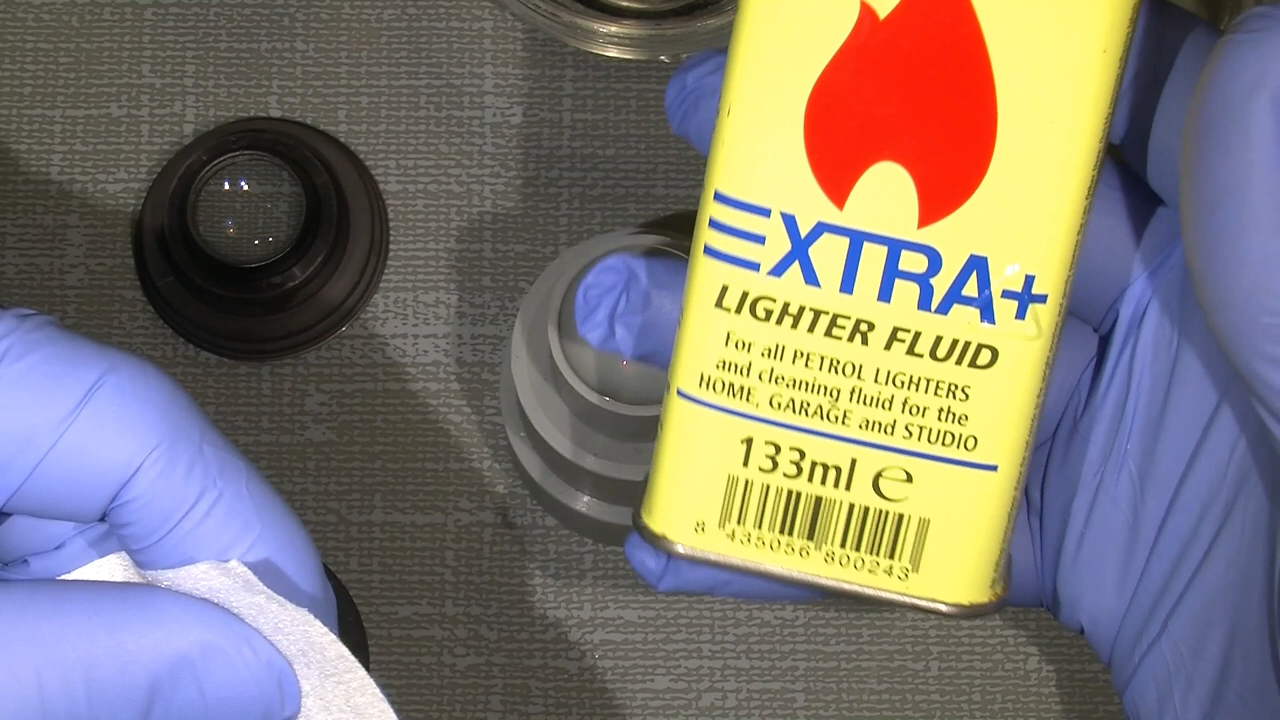 EXTRA+
LIGHTER FLUID
For all PETROL LIGHTERS
and cleaning fluid for the
HOME, GARAGE and STUDIO
133ml ℮
8 435056 800243